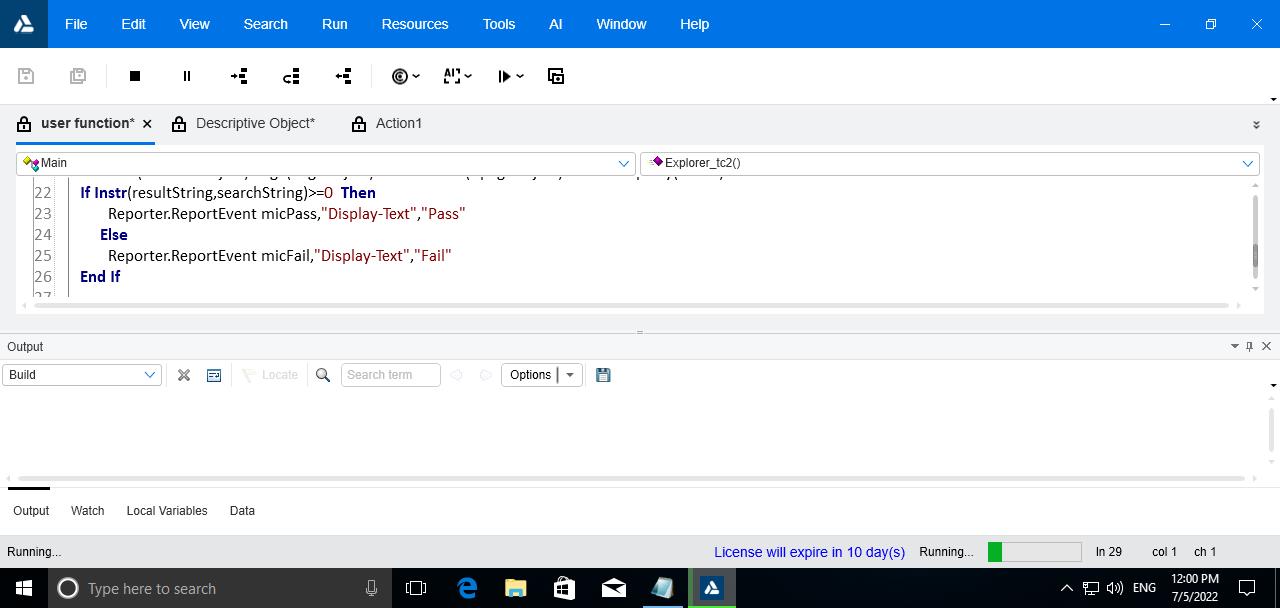 File Edit View Search Run Resources Tools AI Window Help
user function* Descriptive Object* Action1
Main Explorer_tc2()
22 If Instr(resultString,searchString)>=0 Then
23 Reporter.ReportEvent micPass,"Display-Text","Pass"
24 Else
25 Reporter.ReportEvent micFail,"Display-Text","Fail"
26 End If
27
Output
Build Locate Search term Options
Output Watch Local Variables Data
Running... License will expire in 10 day(s) Running... ln 29 col 1 ch 1
Type here to search ENG 12:00 PM
7/5/2022